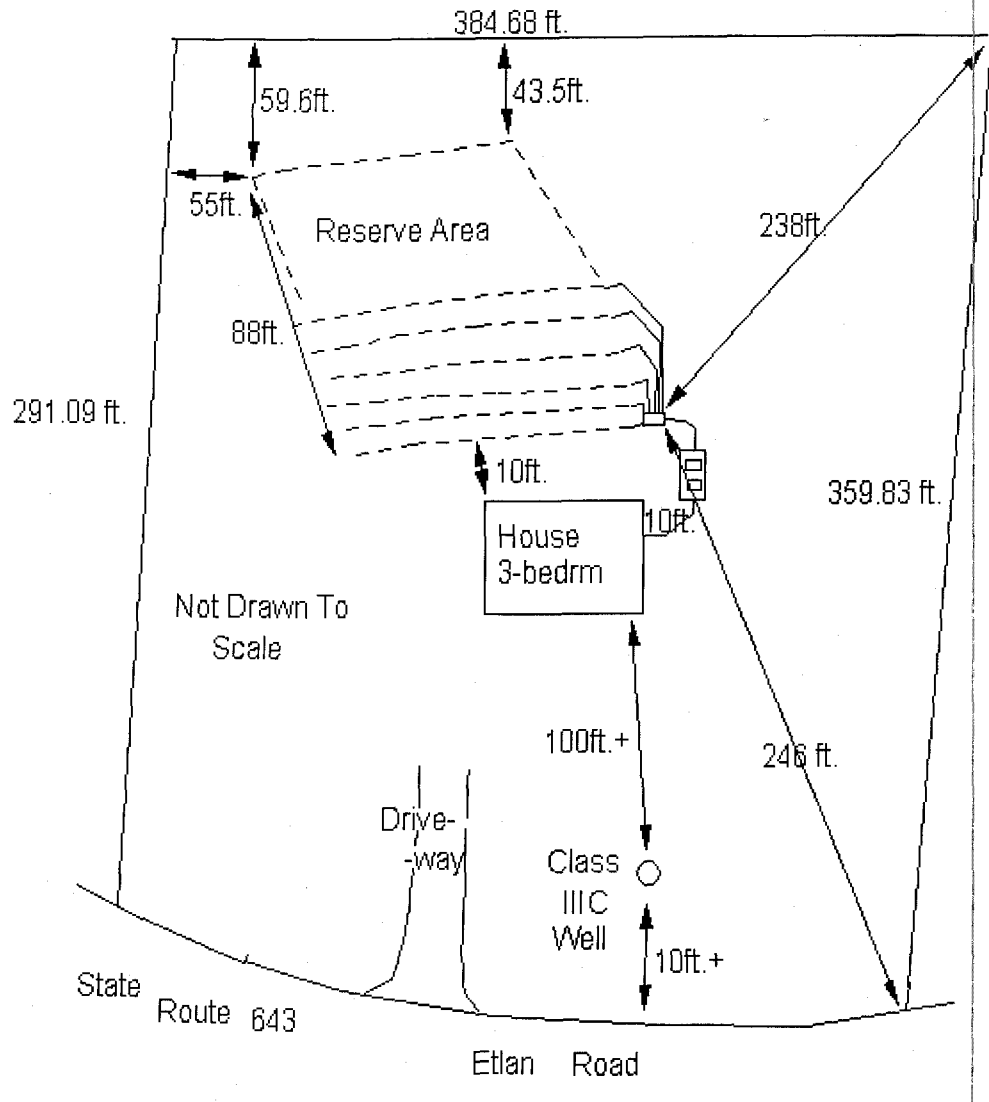 384.68 ft.
59.6ft.
43.5ft.
55ft.
Reserve Area
238ft.
88ft.
291.09 ft.
10ft.
359.83 ft.
10ft.
House
3-bedrm
Not Drawn To
Scale
100ft.+
246 ft.
Drive-
-way
Class
IIIC
Well
10ft.+
State
Route 643
Etlan Road